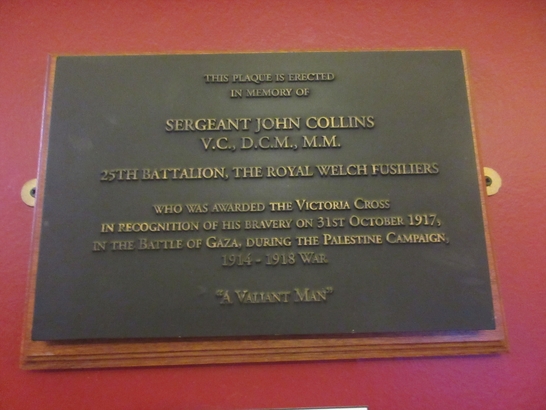 THIS PLAQUE IS ERECTED
IN MEMORY OF
SERGEANT JOHN COLLINS
V.C., D.C.M., M.M.
25TH BATTALION, THE ROYAL WELCH FUSILIERS
WHO WAS AWARDED THE VICTORIA CROSS
IN RECOGNITION OF HIS BRAVERY ON 31ST OCTOBER 1917,
IN THE BATTLE OF GAZA, DURING THE PALESTINE CAMPAIGN,
1914 - 1918 WAR
"A VALIANT MAN"